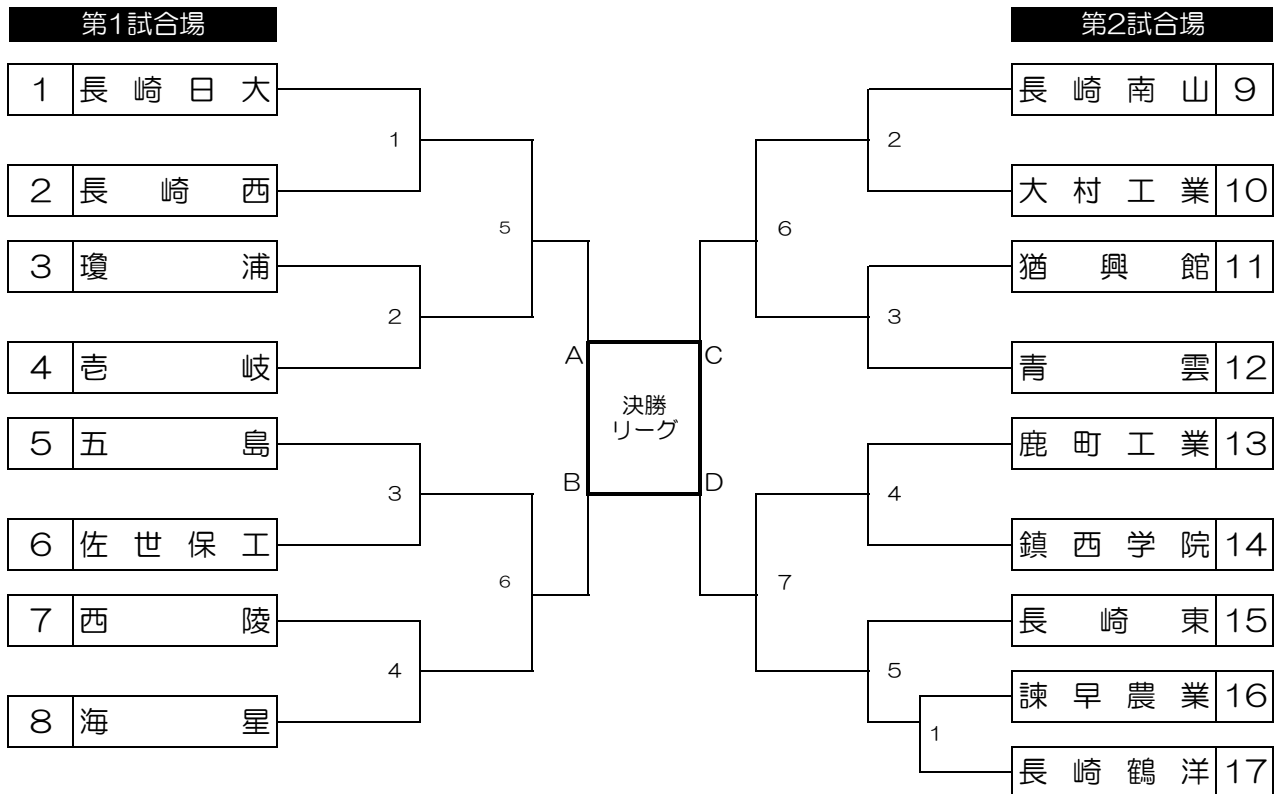 第1試合場
1 長崎日大
1
2 長崎西
5
3 瓊浦
2
4 壱岐
A
5 五島
3
B
6 佐世保工
6
7 西陵
4
8 海星
決勝
リーグ
第2試合場
長崎南山 9
2
大村工業 10
6
猶興館 11
3
青雲 12
C
鹿町工業 13
4
D
鎮西学院 14
7
長崎東 15
5
諫早農業 16
1
長崎鶴洋 17